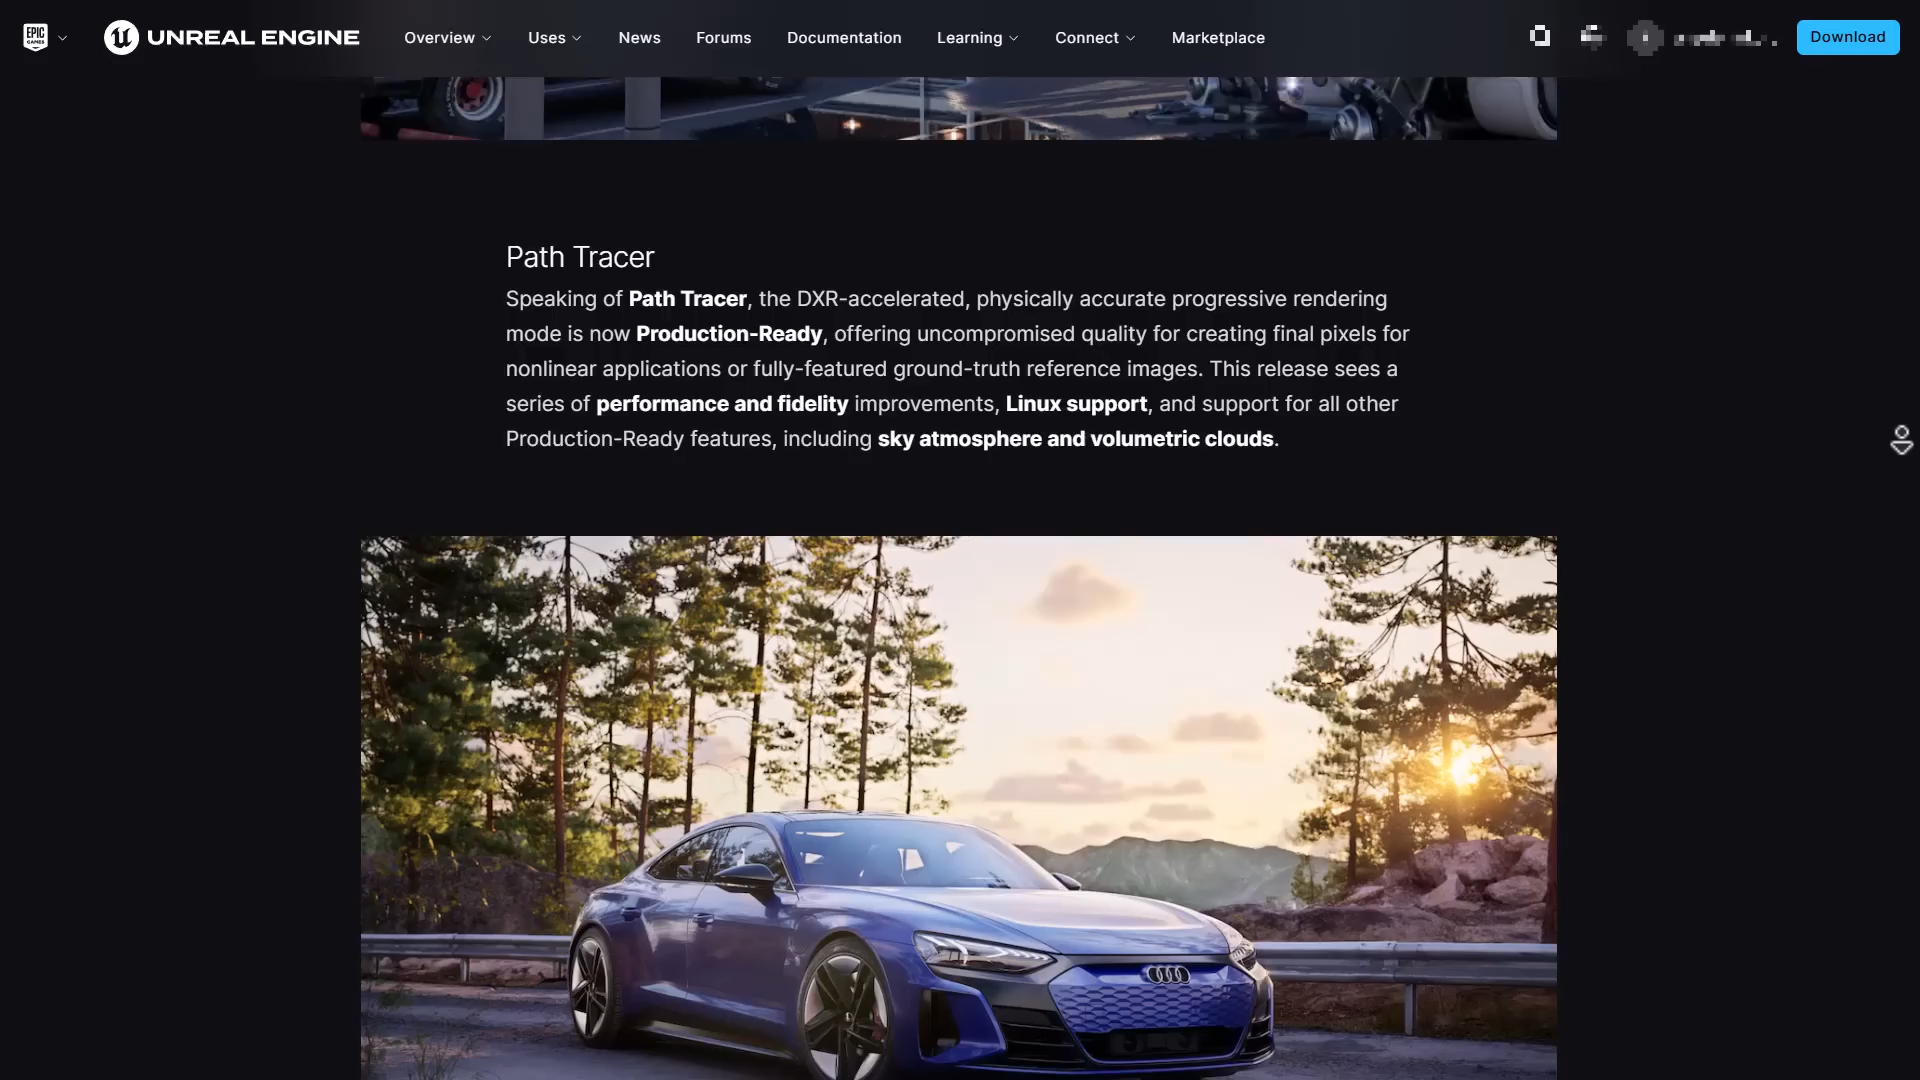 EPIC GAMES
UNREAL ENGINE
Overview
Uses
News
Forums
Documentation
Learning
Connect
Marketplace
Download
Path Tracer
Speaking of Path Tracer, the DXR-accelerated, physically accurate progressive rendering
mode is now Production-Ready, offering uncompromised quality for creating final pixels for
nonlinear applications or fully-featured ground-truth reference images. This release sees a
series of performance and fidelity improvements, Linux support, and support for all other
Production-Ready features, including sky atmosphere and volumetric clouds.